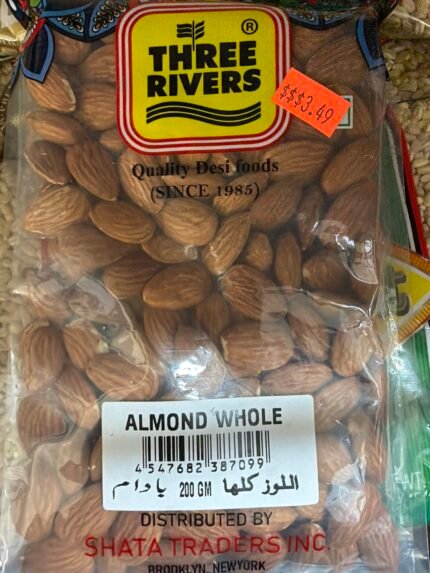 ®
THREE
RIVERS
$$$3.49
Quality Desi foods
(SINCE 1985)
ALMOND WHOLE
4 547682 387099
بادام 200 GM اللوز كلها
DISTRIBUTED BY
SHATA TRADERS INC.
BROOKLYN, NEWYORK